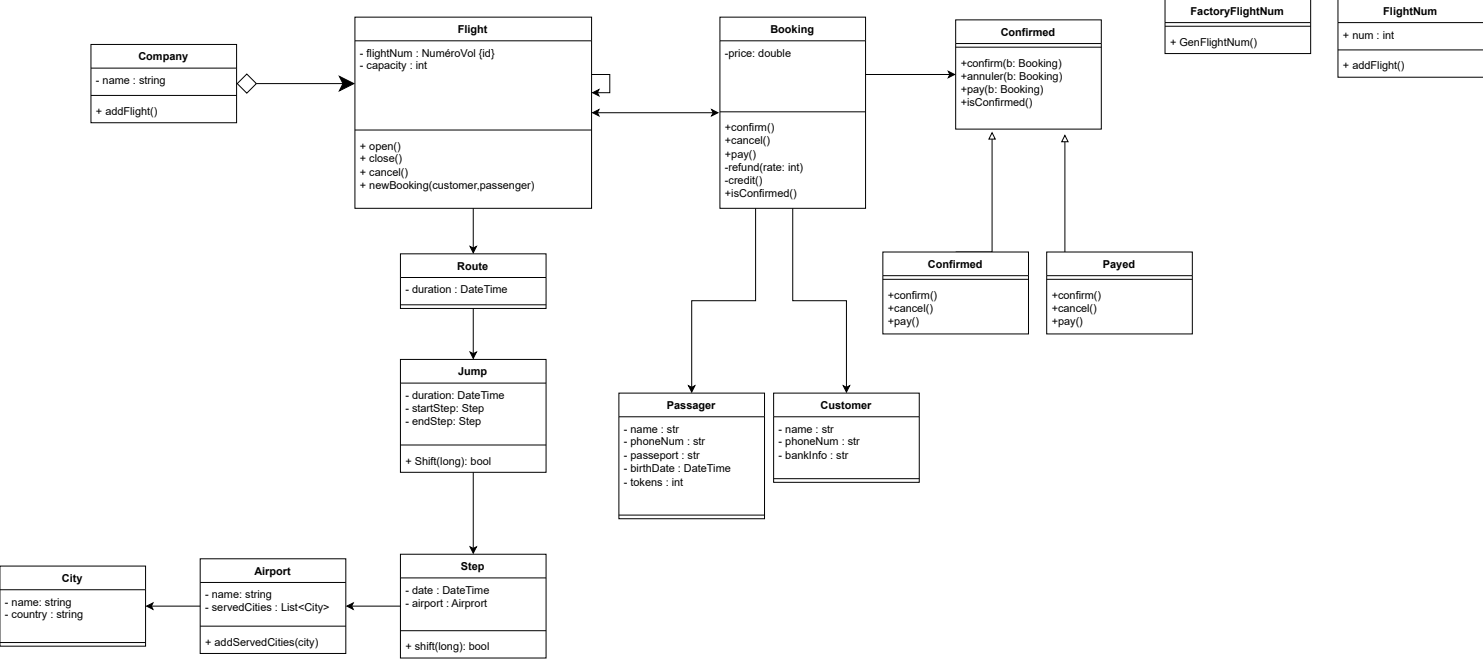 Company
- name : string
+ addFlight()
Flight
- flightNum : NuméroVol {id}
- capacity : int
+ open()
+ close()
+ cancel()
+ newBooking(customer,passenger)
Booking
-price: double
+confirm()
+cancel()
+pay()
-refund(rate: int)
-credit()
+isConfirmed()
Confirmed
+confirm(b: Booking)
+annuler(b: Booking)
+pay(b: Booking)
+isConfirmed()
FactoryFlightNum
+ GenFlightNum()
FlightNum
+ num : int
+ addFlight()
Route
- duration : DateTime
Confirmed
+confirm()
+cancel()
+pay()
Payed
+confirm()
+cancel()
+pay()
Jump
- duration: DateTime
- startStep: Step
- endStep: Step
+ Shift(long): bool
Passager
- name : str
- phoneNum : str
- passeport : str
- birthDate : DateTime
- tokens : int
Customer
- name : str
- phoneNum : str
- bankInfo : str
City
- name: string
- country : string
Airport
- name: string
- servedCities : List<City>
+ addServedCities(city)
Step
- date : DateTime
- airport : Airprort
+ shift(long): bool